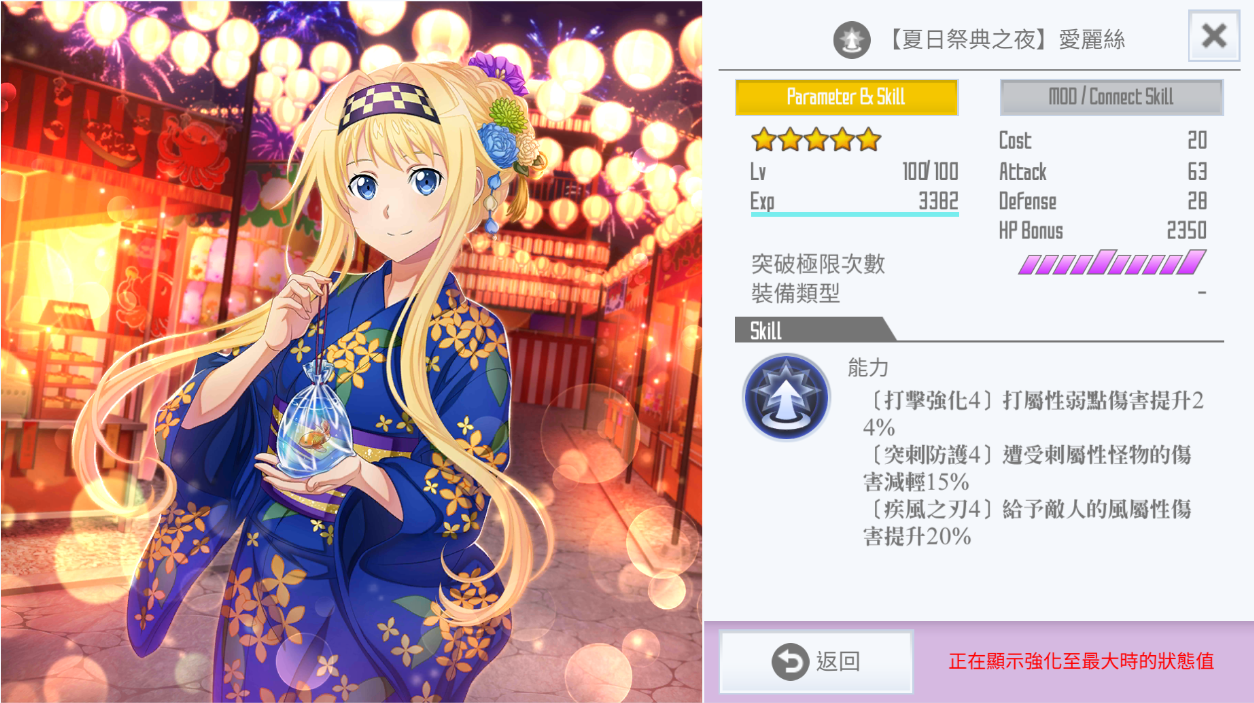 【夏日祭典之夜】愛麗絲
Parameter & Skill
MOD / Connect Skill
Lv 100/100
Exp 3382
Cost 20
Attack 63
Defense 28
HP Bonus 2350
突破極限次數
裝備類型 -
Skill
能力
〔打擊強化4〕打屬性弱點傷害提升2
4%
〔突刺防護4〕遭受刺屬性怪物的傷
害減輕15%
〔疾風之刃4〕給予敵人的風屬性傷
害提升20%
返回
正在顯示強化至最大時的狀態值